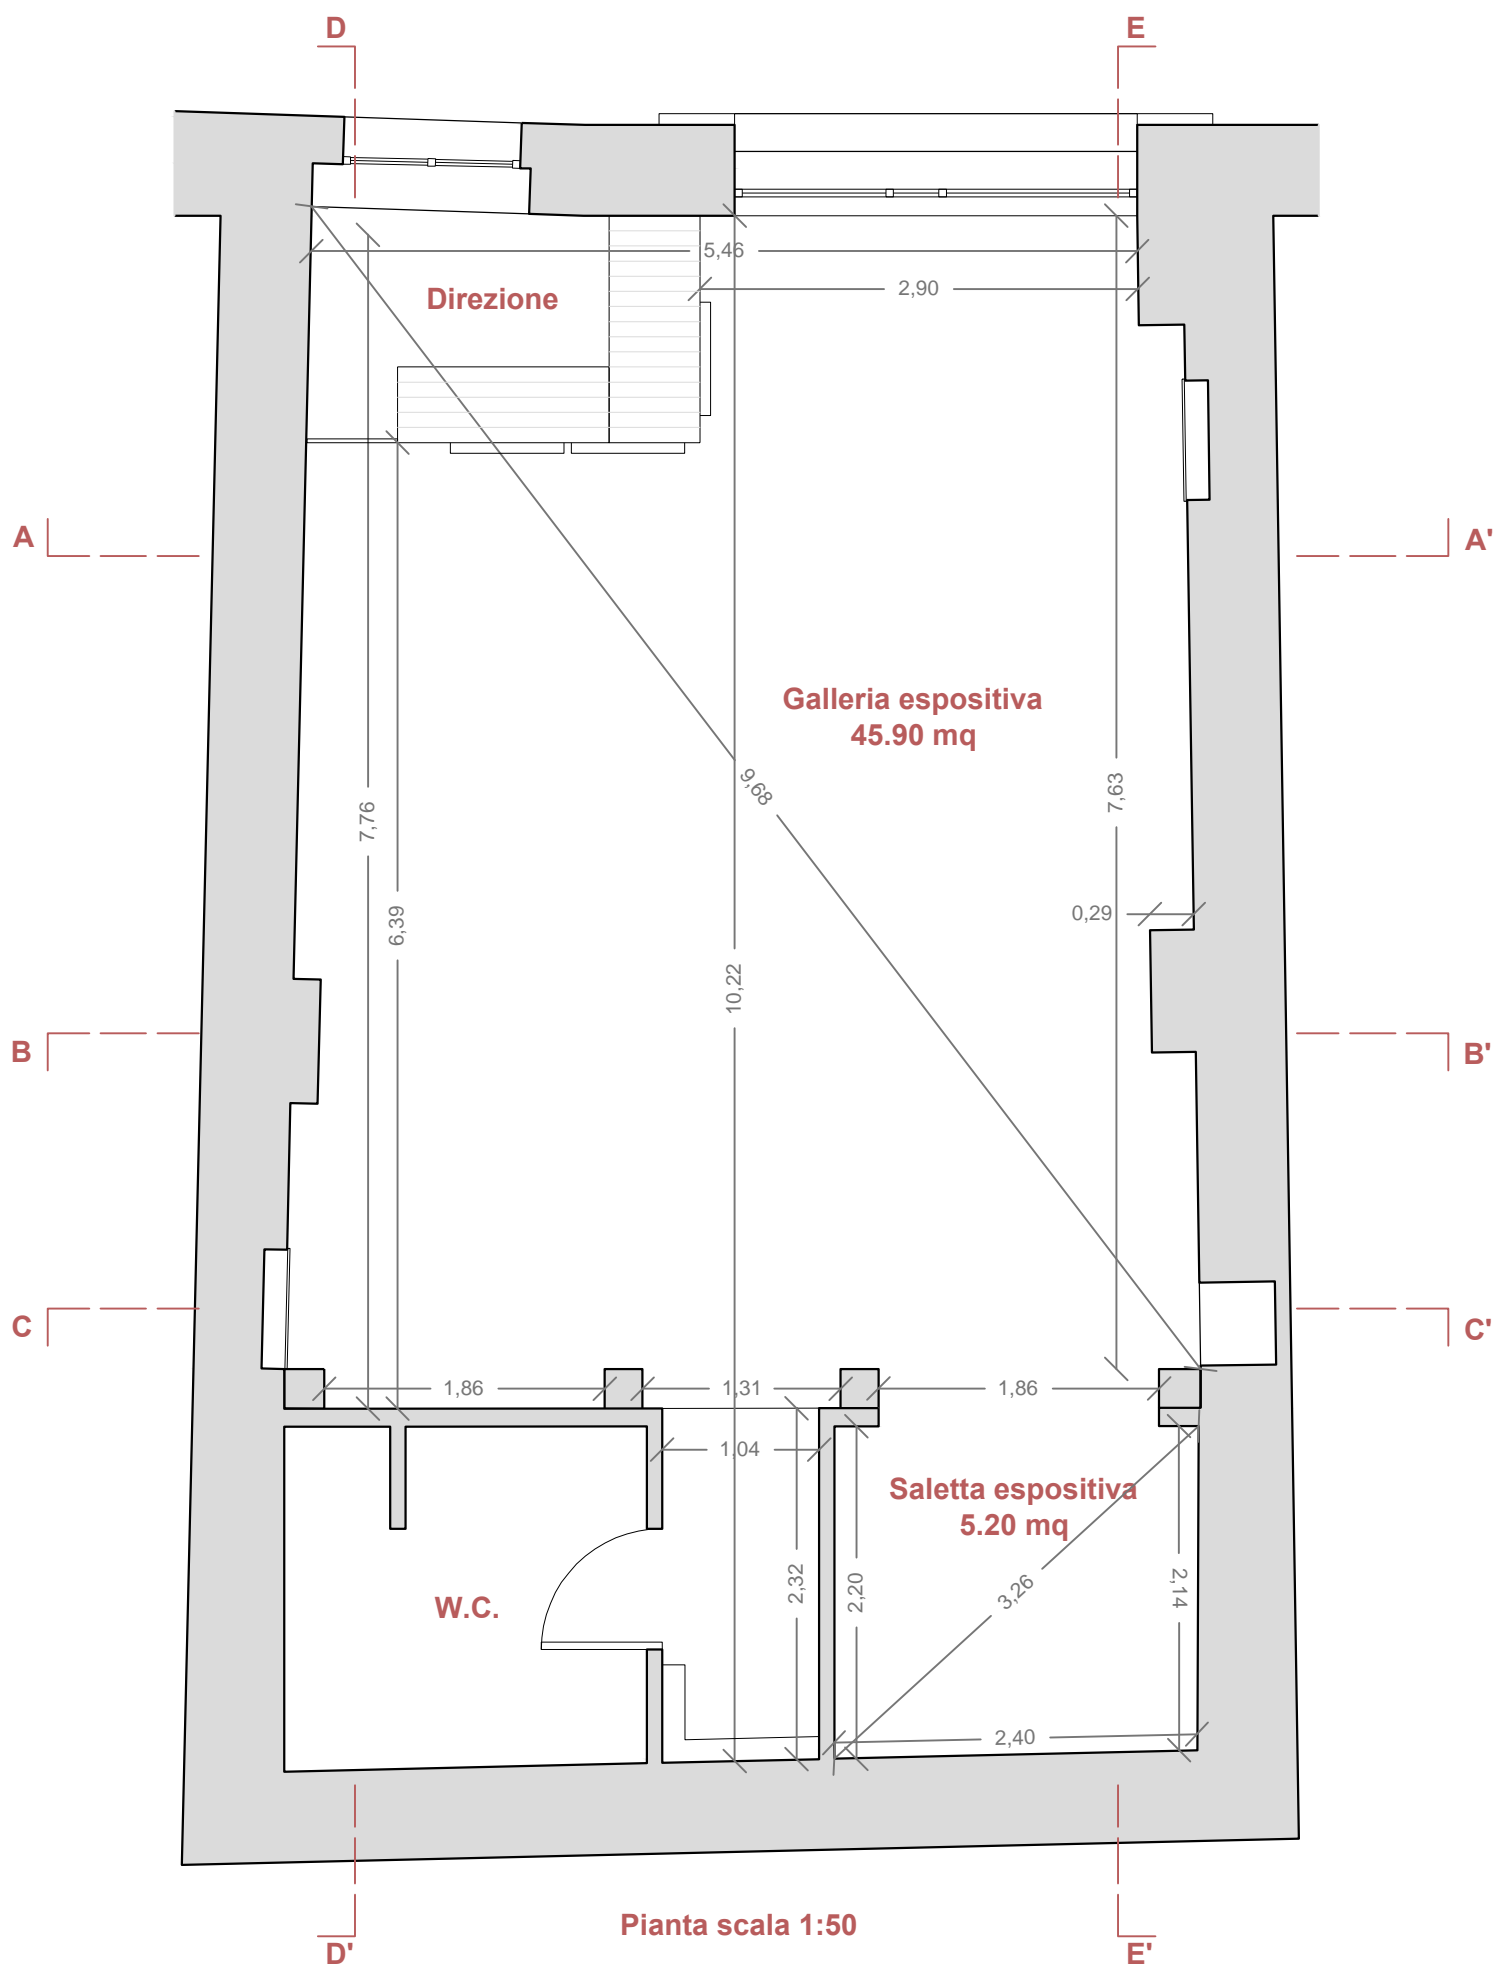 D
E
5,46
2,90
Direzione
A
A'
Galleria espositiva
45.90 mq
9,68
7,63
7,76
6,39
0,29
10,22
B
B'
C
C'
1,86
1,31
1,86
1,04
Saletta espositiva
5.20 mq
2,32
2,20
3,26
2,14
W.C.
2,40
Pianta scala 1:50
D'
E'